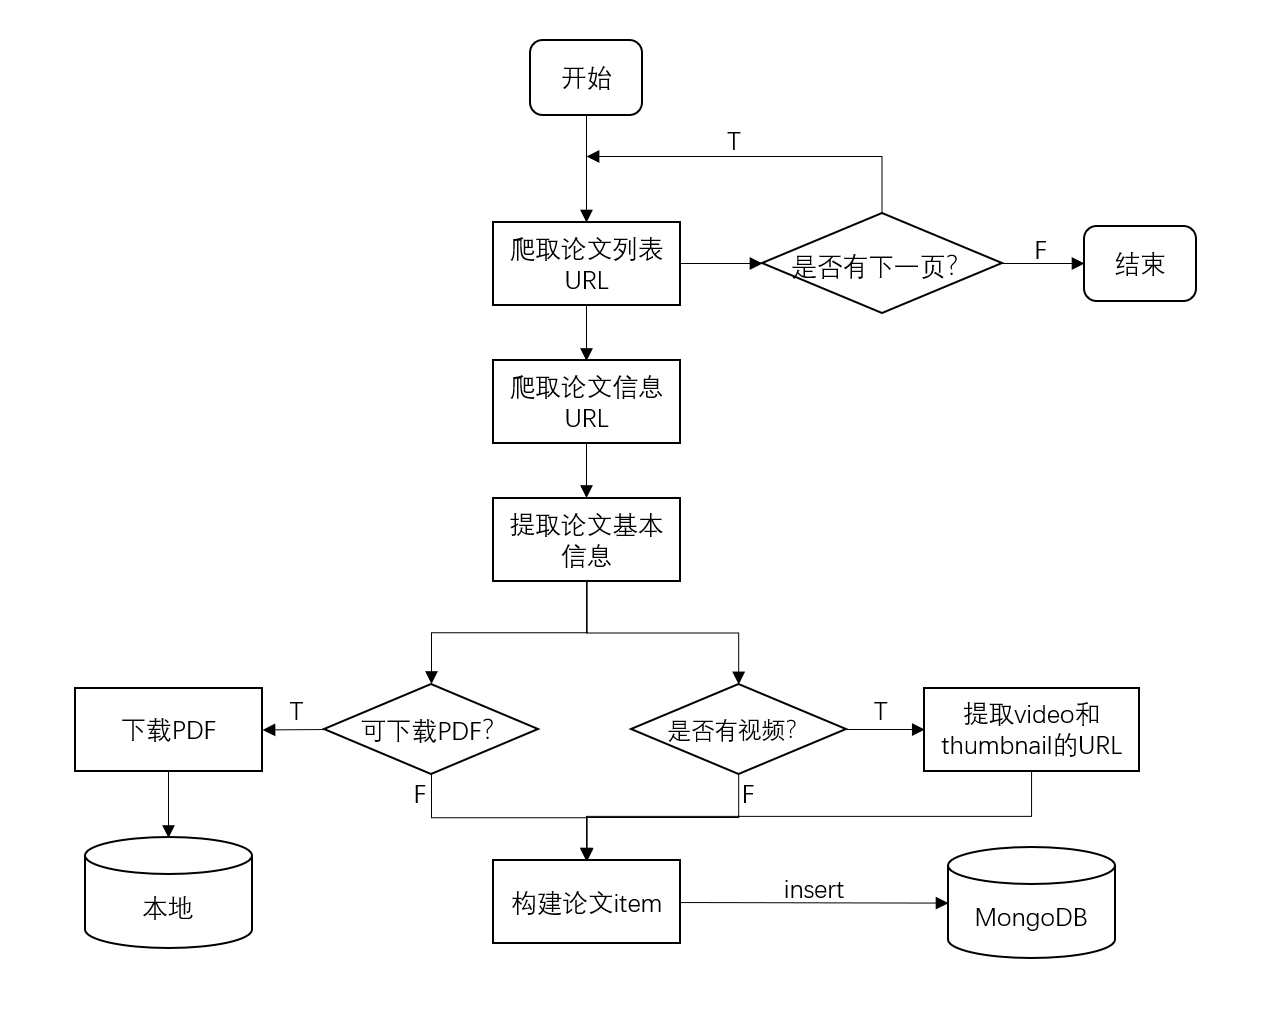 开始
T
爬取论文列表
URL
是否有下一页？
F
结束
爬取论文信息
URL
提取论文基本
信息
下载PDF
T
可下载PDF？
是否有视频？
T
提取video和
thumbnail的URL
F
F
本地
构建论文item
insert
MongoDB